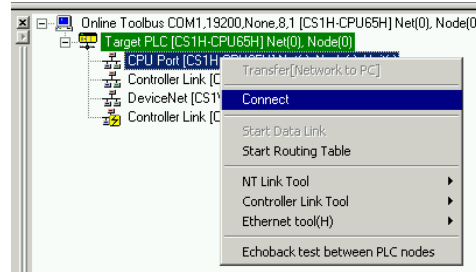 Online Toolbus COM1,19200,None,8,1 [CS1H-CPU65H] Net(0), Node(0
Target PLC [CS1H-CPU65H] Net(0), Node(0)
CPU Port [CS1H
Transfer[Network to PC]
Controller Link [C
Connect
DeviceNet [CS1
Controller Link [C
Start Data Link
Start Routing Table
NT Link Tool
Controller Link Tool
Ethernet tool(H)
Echoback test between PLC nodes